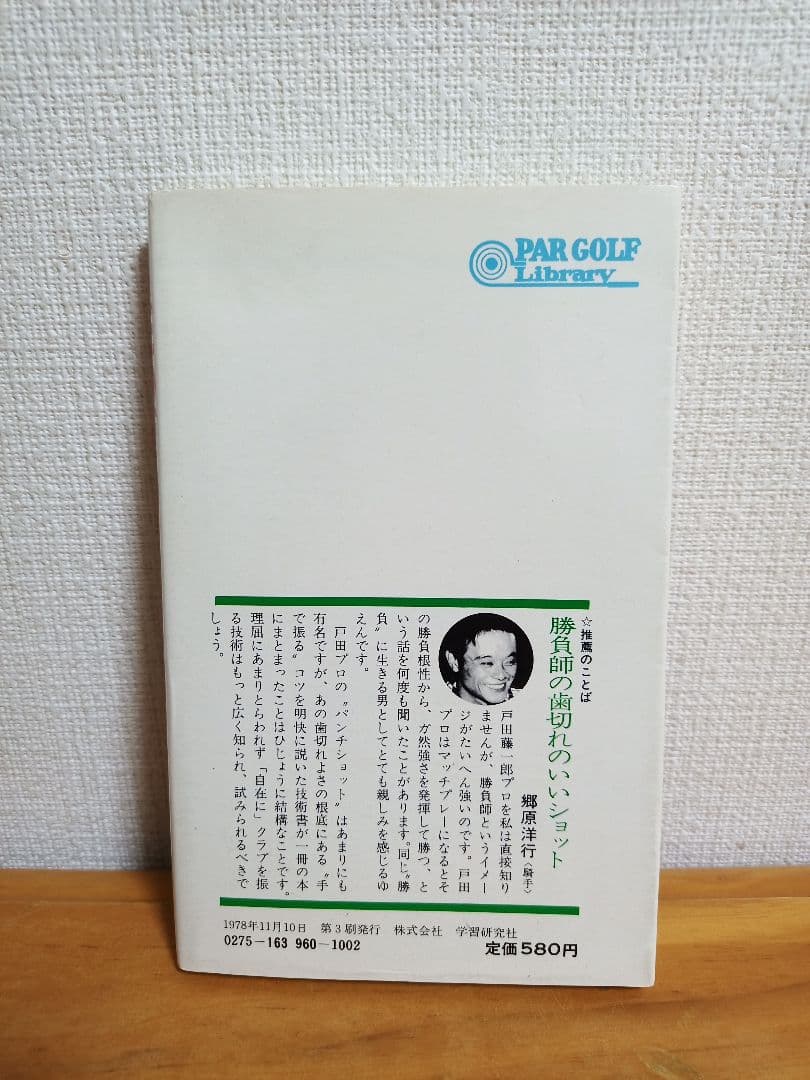 PAR GOLF
Library
☆推薦のことば
勝負師の歯切れのいいショット
郷原洋行〈騎手〉
戸田藤一郎プロを私は直接知り
ませんが、勝負師というイメー
ジがたいへん強いのです。戸田
プロはマッチプレーになるとそ
の勝負根性から、ガ然強さを発揮して勝つ、と
いう話を何度も聞いたことがあります。同じ〝勝
負〟に生きる男としてとても親しみを感じるゆ
えんです。
戸田プロの〝パンチショット〟はあまりにも
有名ですが、あの歯切れよさの根底にある〝手
で振る〟コツを明快に説いた技術書が一冊の本
にまとまったことはひじょうに結構なことです。
理屈にあまりとらわれず「自在に」クラブを振
る技術はもっと広く知られ、試みられるべきで
しょう。
1978年11月10日 第3刷発行 株式会社 学習研究社
0275-163 960-1002
定価580円